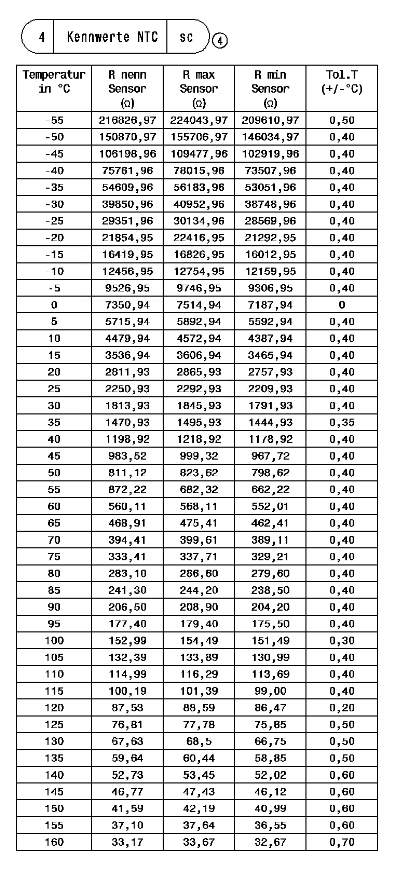 4 Kennwerte NTC sc 4
Temperatur in °C R nenn Sensor (Ω) R max Sensor (Ω) R min Sensor (Ω) Tol.T (+/-°C)
-55 216826,97 224043,97 209610,97 0,50
-50 150870,97 155706,97 146034,97 0,40
-45 106196,96 109477,96 102919,96 0,40
-40 75761,96 78015,96 73507,96 0,40
-35 54609,96 56183,96 53051,96 0,40
-30 39850,96 40952,96 38748,96 0,40
-25 29351,96 30134,96 28569,96 0,40
-20 21854,95 22416,95 21292,95 0,40
-15 16419,95 16826,95 16012,95 0,40
-10 12456,95 12754,95 12159,95 0,40
-5 9526,95 9746,95 9306,95 0,40
0 7350,94 7514,94 7187,94 0
5 5715,94 5892,94 5592,94 0,40
10 4479,94 4572,94 4387,94 0,40
15 3536,94 3606,94 3465,94 0,40
20 2811,93 2865,93 2757,93 0,40
25 2250,93 2292,93 2209,93 0,40
30 1813,93 1845,93 1791,93 0,40
35 1470,93 1495,93 1444,93 0,35
40 1198,92 1218,92 1178,92 0,40
45 983,52 999,32 967,72 0,40
50 811,12 823,62 798,62 0,40
55 872,22 682,32 662,22 0,40
60 560,11 568,11 552,01 0,40
65 468,91 475,41 462,41 0,40
70 394,41 399,61 389,11 0,40
75 333,41 337,71 329,21 0,40
80 283,10 286,60 279,60 0,40
85 241,30 244,20 238,50 0,40
90 206,50 208,90 204,20 0,40
95 177,40 179,40 175,50 0,40
100 152,99 154,49 151,49 0,30
105 132,39 133,89 130,99 0,40
110 114,99 116,29 113,69 0,40
115 100,19 101,39 99,00 0,40
120 87,53 88,59 86,47 0,20
125 76,81 77,78 75,85 0,50
130 67,63 68,5 66,75 0,50
135 59,64 60,44 58,85 0,50
140 52,73 53,45 52,02 0,60
145 46,77 47,43 46,12 0,60
150 41,59 42,19 40,99 0,60
155 37,10 37,64 36,55 0,60
160 33,17 33,67 32,67 0,70